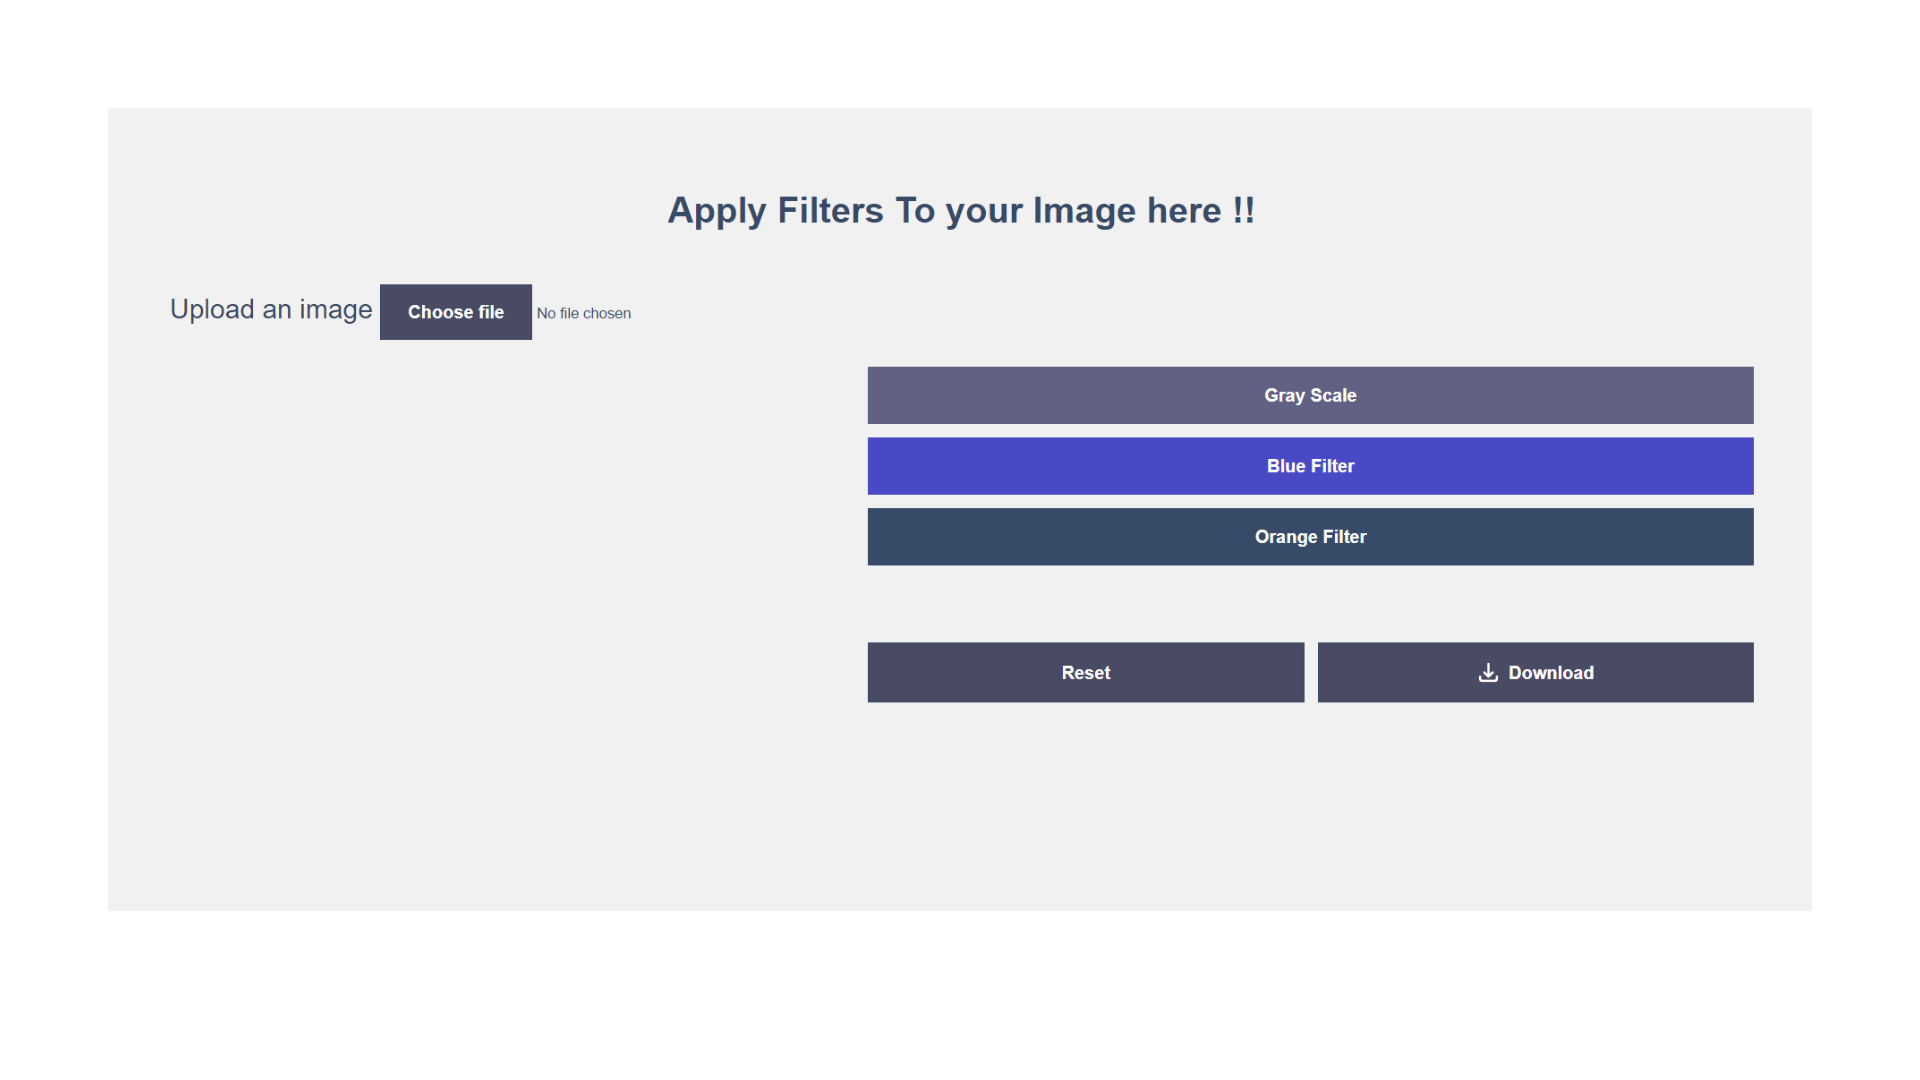 Apply Filters To your Image here !!
Upload an image Choose file No file chosen
Gray Scale
Blue Filter
Orange Filter
Reset Download